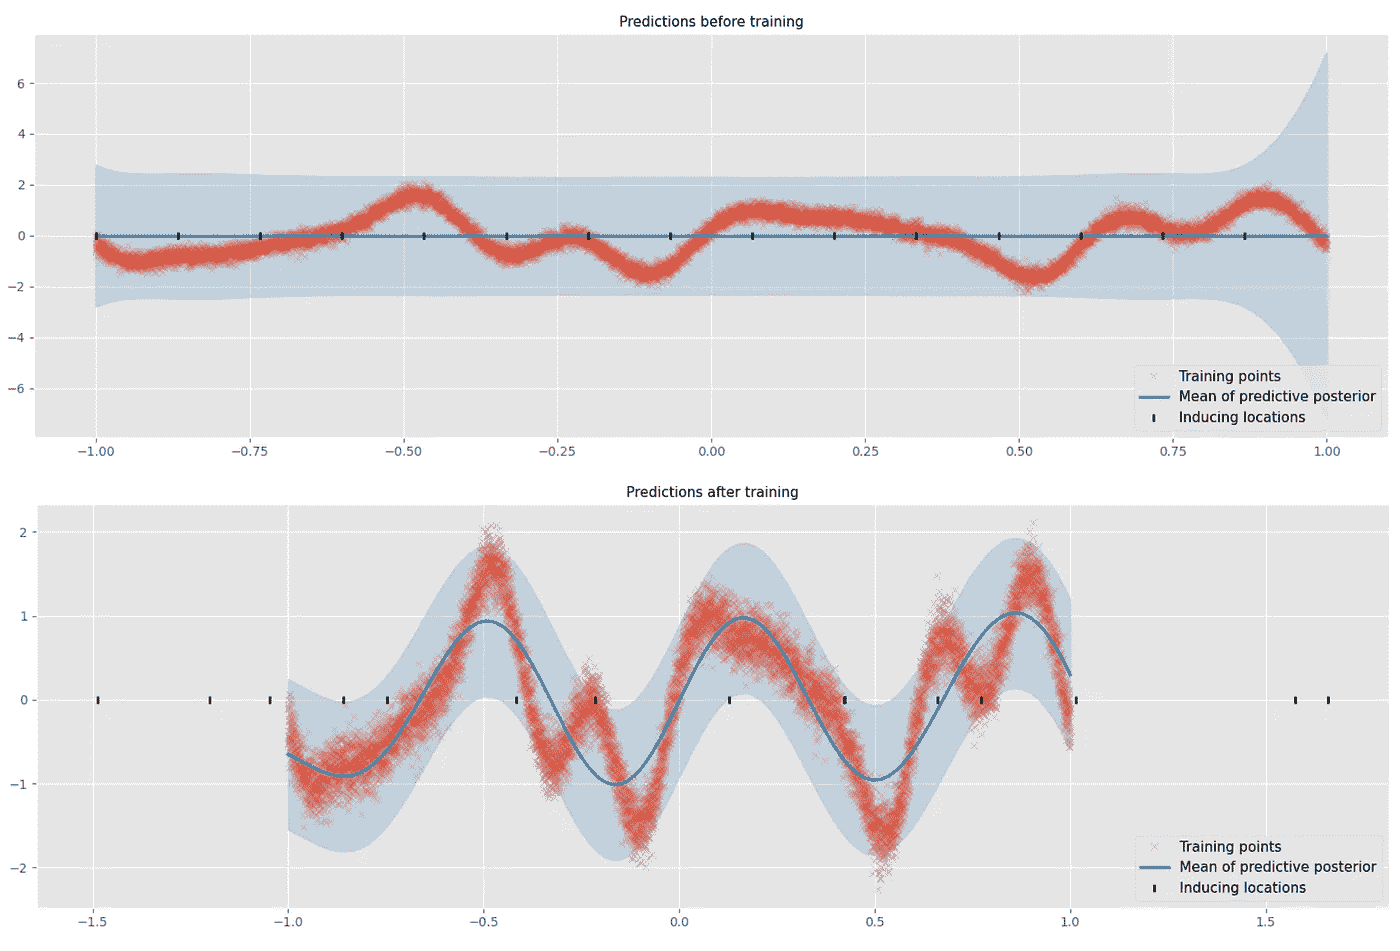 Predictions before training
6
4
2
0
−2
−4
−6
Training points
Mean of predictive posterior
Inducing locations
−1.00 −0.75 −0.50 −0.25 0.00 0.25 0.50 0.75 1.00
Predictions after training
2
1
0
−1
−2
Training points
Mean of predictive posterior
Inducing locations
−1.5 −1.0 −0.5 0.0 0.5 1.0 1.5